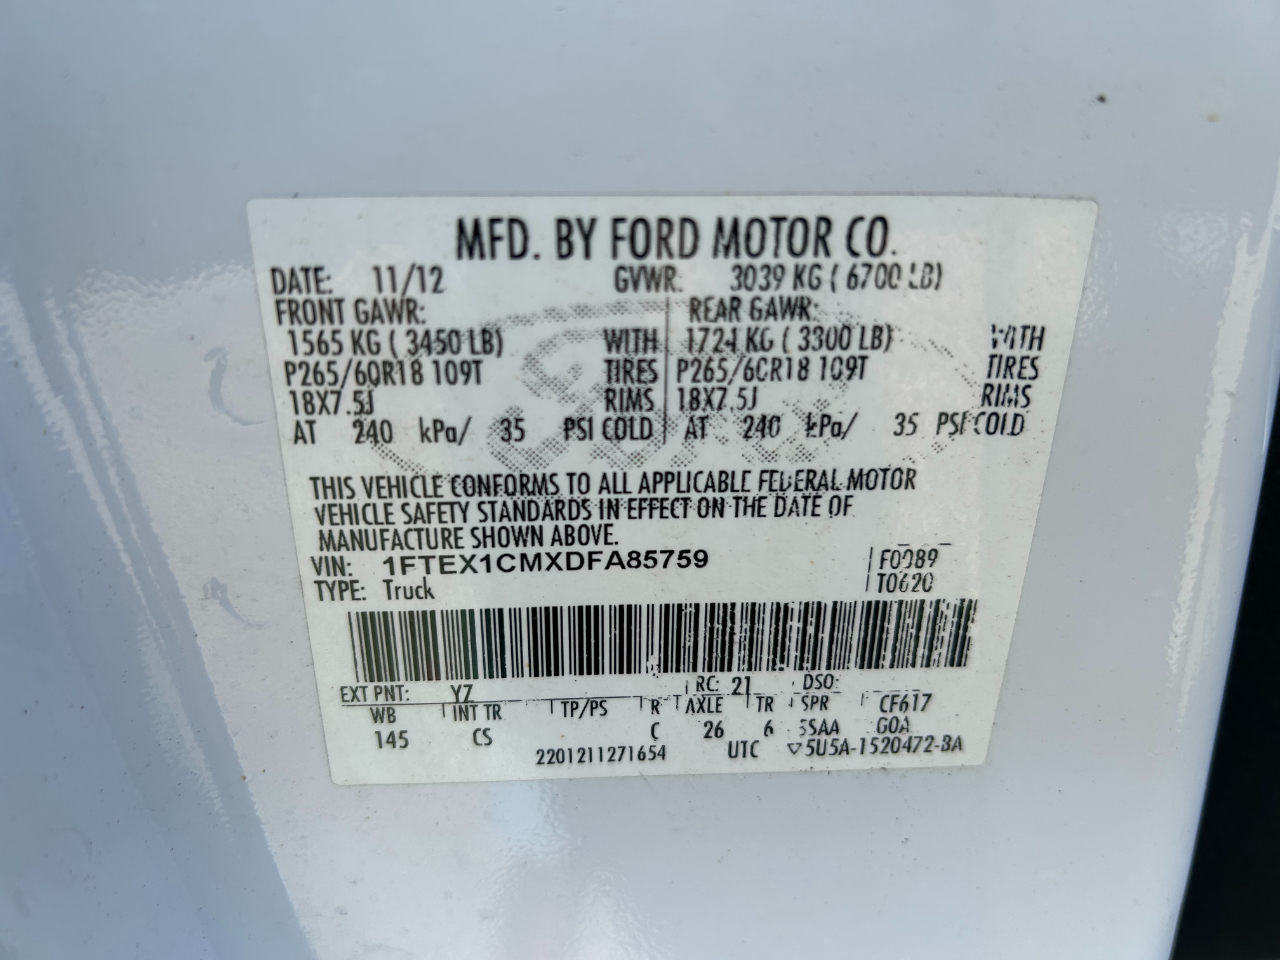 MFD. BY FORD MOTOR CO.
DATE: 11/12 GVWR: 3039 KG ( 6700 LB)
FRONT GAWR: REAR GAWR:
1565 KG ( 3450 LB) WITH 1724 KG ( 3300 LB) WITH
P265/60R18 109T TIRES P265/60R18 109T TIRES
18X7.5J RIMS 18X7.5J RIMS
AT 240 kPa/ 35 PSI COLD AT 240 kPa/ 35 PSI COLD
THIS VEHICLE CONFORMS TO ALL APPLICABLE FEDERAL MOTOR
VEHICLE SAFETY STANDARDS IN EFFECT ON THE DATE OF
MANUFACTURE SHOWN ABOVE.
VIN: 1FTEX1CMXDFA85759 F0089
TYPE: Truck T0620
EXT PNT: YZ RC: 21 DSO:
WB INT TR TP/PS R AXLE TR SPR CF617
145 CS C 26 6 GOA
2201211271654 UTC 5U5A-1520472-BA